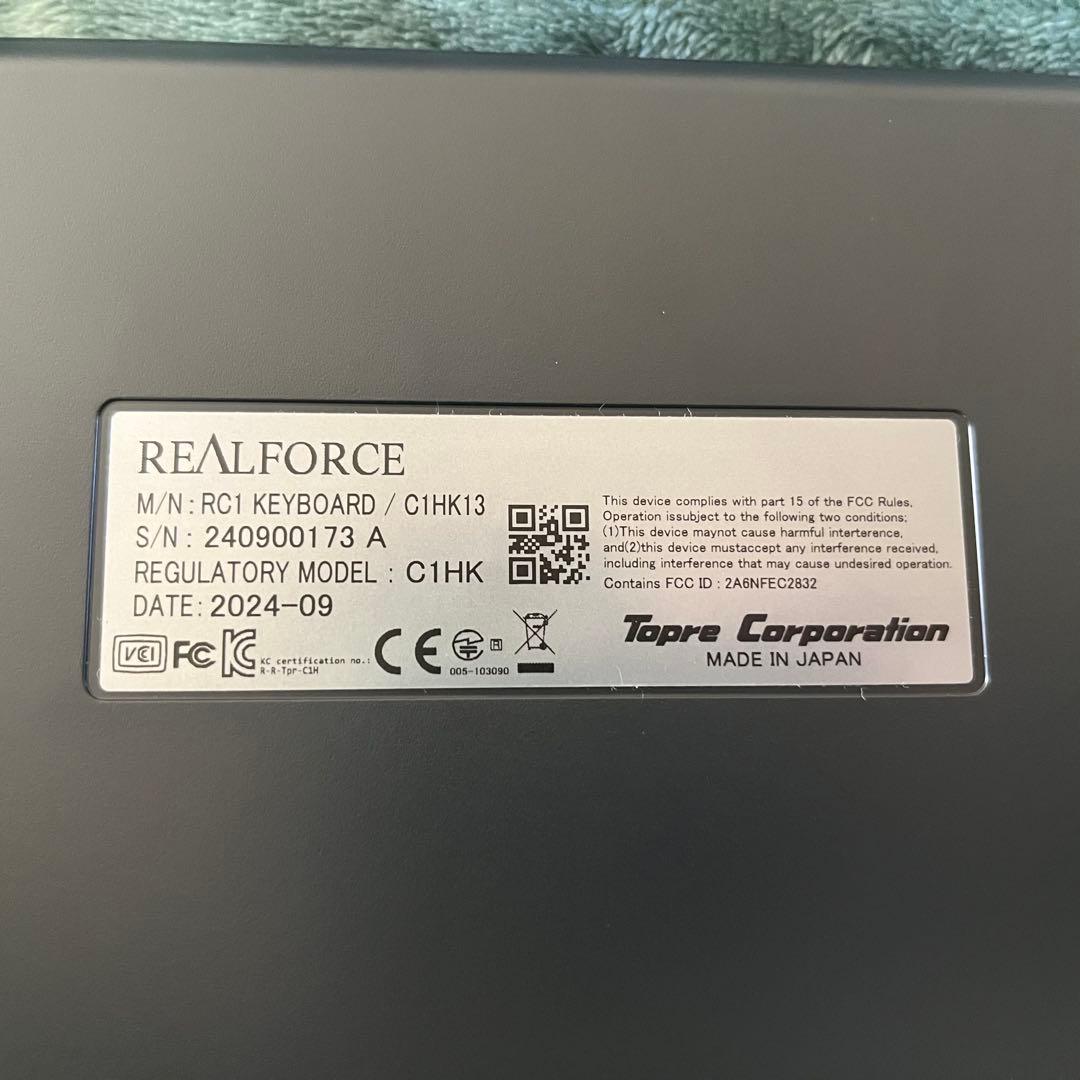 REALFORCE
M/N : RC1 KEYBOARD / C1HK13
S/N : 240900173 A
REGULATORY MODEL : C1HK
DATE : 2024-09
This device complies with part 15 of the FCC Rules.
Operation issubject to the following two conditions:
(1)This device maynot cause harmful interference,
and(2)this device mustaccept any interference received,
including interference that may cause undesired operation.
Contains FCC ID : 2A6NFEC2832
VCI FC KC KC certification no.:
R-R-Tpr-C1H
CE R
005-103090
Topre Corporation
MADE IN JAPAN